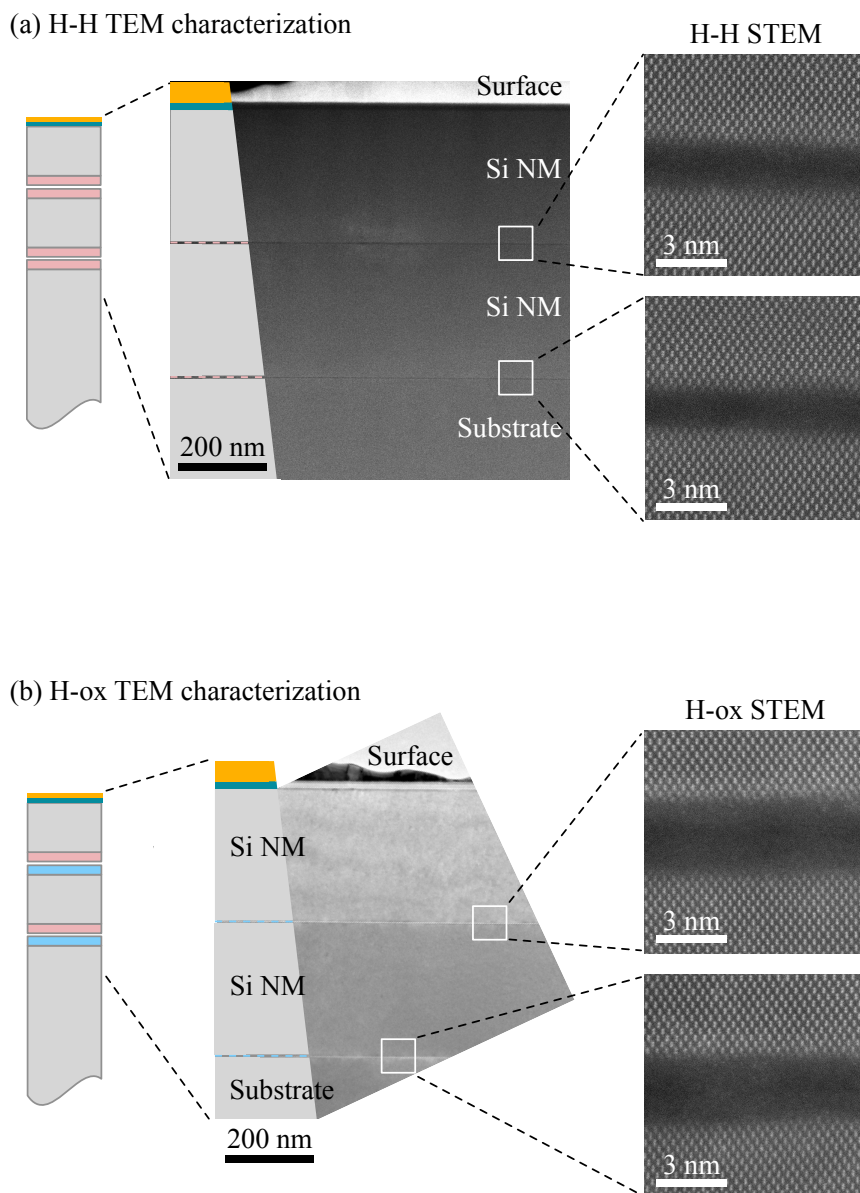 (a) H-H TEM characterization
H-H STEM
Surface
Si NM
3 nm
Si NM
Substrate
200 nm
3 nm
(b) H-ox TEM characterization
H-ox STEM
Surface
Si NM
3 nm
Si NM
Substrate
200 nm
3 nm